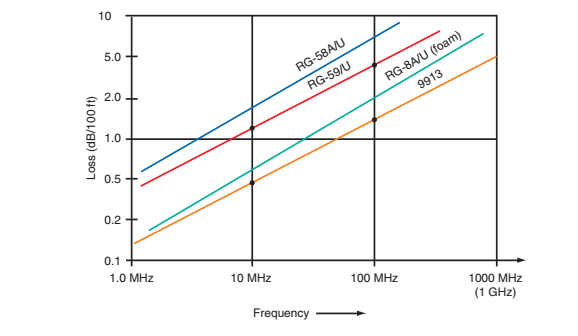 10
5.0
2.0
1.0
0.5
0.2
0.1
Loss (dB/100 ft)
RG-58A/U
RG-59/U
RG-8A/U (foam)
9913
1.0 MHz
10 MHz
100 MHz
1000 MHz
(1 GHz)
Frequency